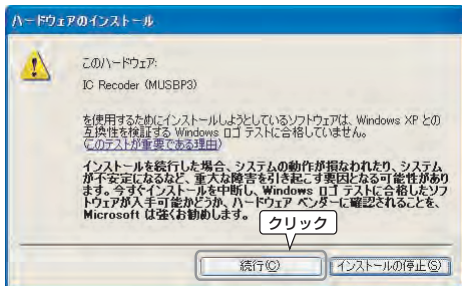 ハードウェアのインストール
このハードウェア:
IC Recoder (MUSBP3)
を使用するためにインストールしようとしているソフトウェアは、Windows XP との
互換性を検証する Windows ロゴ テストに合格していません。
(このテストが重要である理由)
インストールを続行した場合、システムの動作が損なわれたり、システム
が不安定になるなど、重大な障害を引き起こす要因となる可能性があり
ます。今すぐインストールを中断し、Windows ロゴ テストに合格したソフ
トウェアが入手可能かどうか、ハードウェア ベンダーに確認されることを、
Microsoft は強くお勧めします。
クリック
続行(C)
インストールの停止(S)